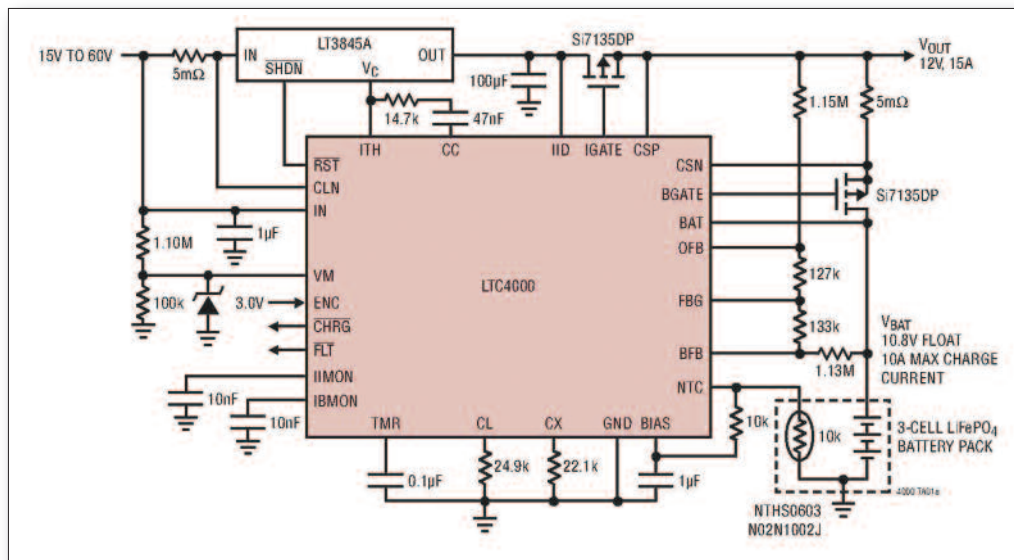 15V TO 60V
5mΩ
IN
LT3845A
OUT
SHDN
VC
14.7k
47nF
100µF
Si7135DP
VOUT
12V, 15A
1.15M
5mΩ
ITH
CC
IID
IGATE
CSP
RST
CLN
IN
1µF
1.10M
VM
100k
3.0V
ENC
CHRG
FLT
IIMON
10nF
IBMON
10nF
LTC4000
CSN
BGATE
Si7135DP
BAT
OFB
127k
FBG
133k
BFB
1.13M
VBAT
10.8V FLOAT
10A MAX CHARGE
CURRENT
NTC
10k
10k
3-CELL LiFePO4
BATTERY PACK
TMR
CL
CX
GND
BIAS
0.1µF
24.9k
22.1k
1µF
4000 TA01a
NTHS0603
N02N1002J